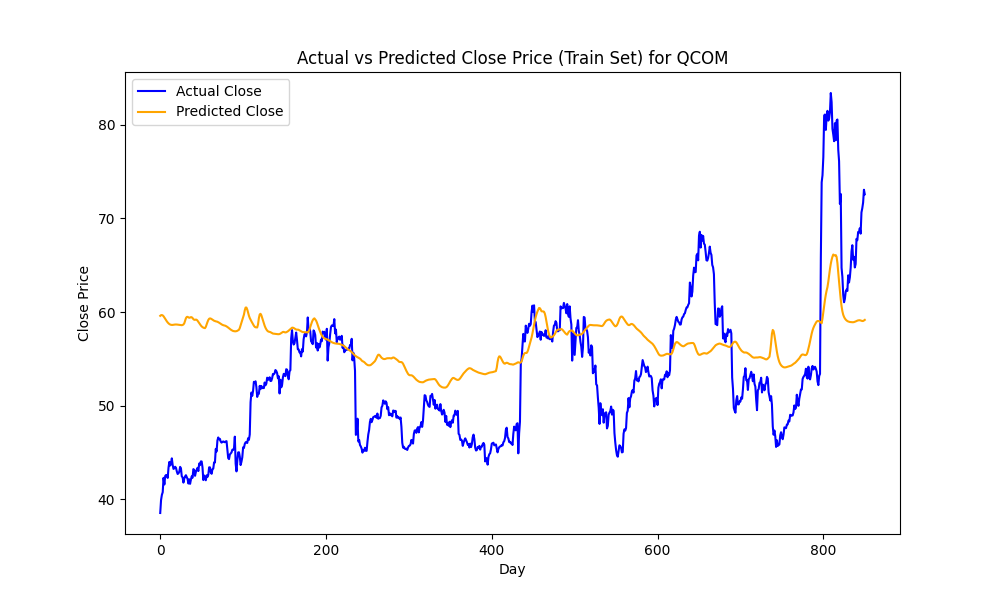 Actual vs Predicted Close Price (Train Set) for QCOM
Actual Close
Predicted Close
80
70
60
50
40
Close Price
0 200 400 600 800
Day